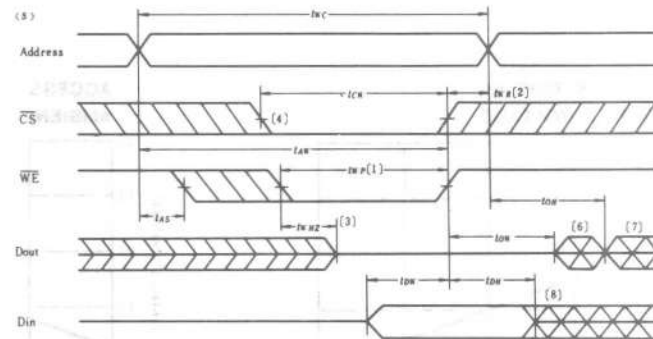 (5)
tWC
Address
tCW
tWR(2)
CS
(4)
tAW
WE
tWP(1)
tAS
tWHZ
(3)
tOH
Dout
tOW
(6)
(7)
tDW
tDH
(8)
Din